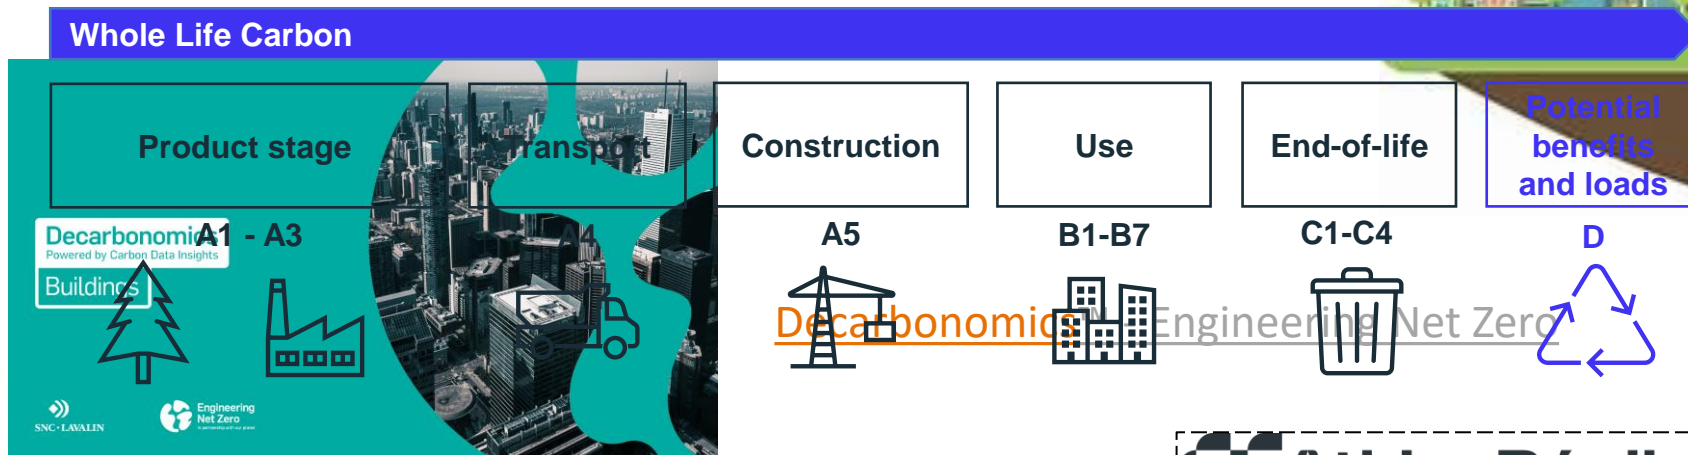 Whole Life Carbon
Product stage
Transport
Construction
Use
End-of-life
Potential
benefits
and loads
A1 - A3
A4
A5
B1-B7
C1-C4
D
Decarbonomics
Powered by Carbon Data Insights
Buildings
Decarbonomics™ - Engineering Net Zero
SNC·LAVALIN
Engineering
Net Zero